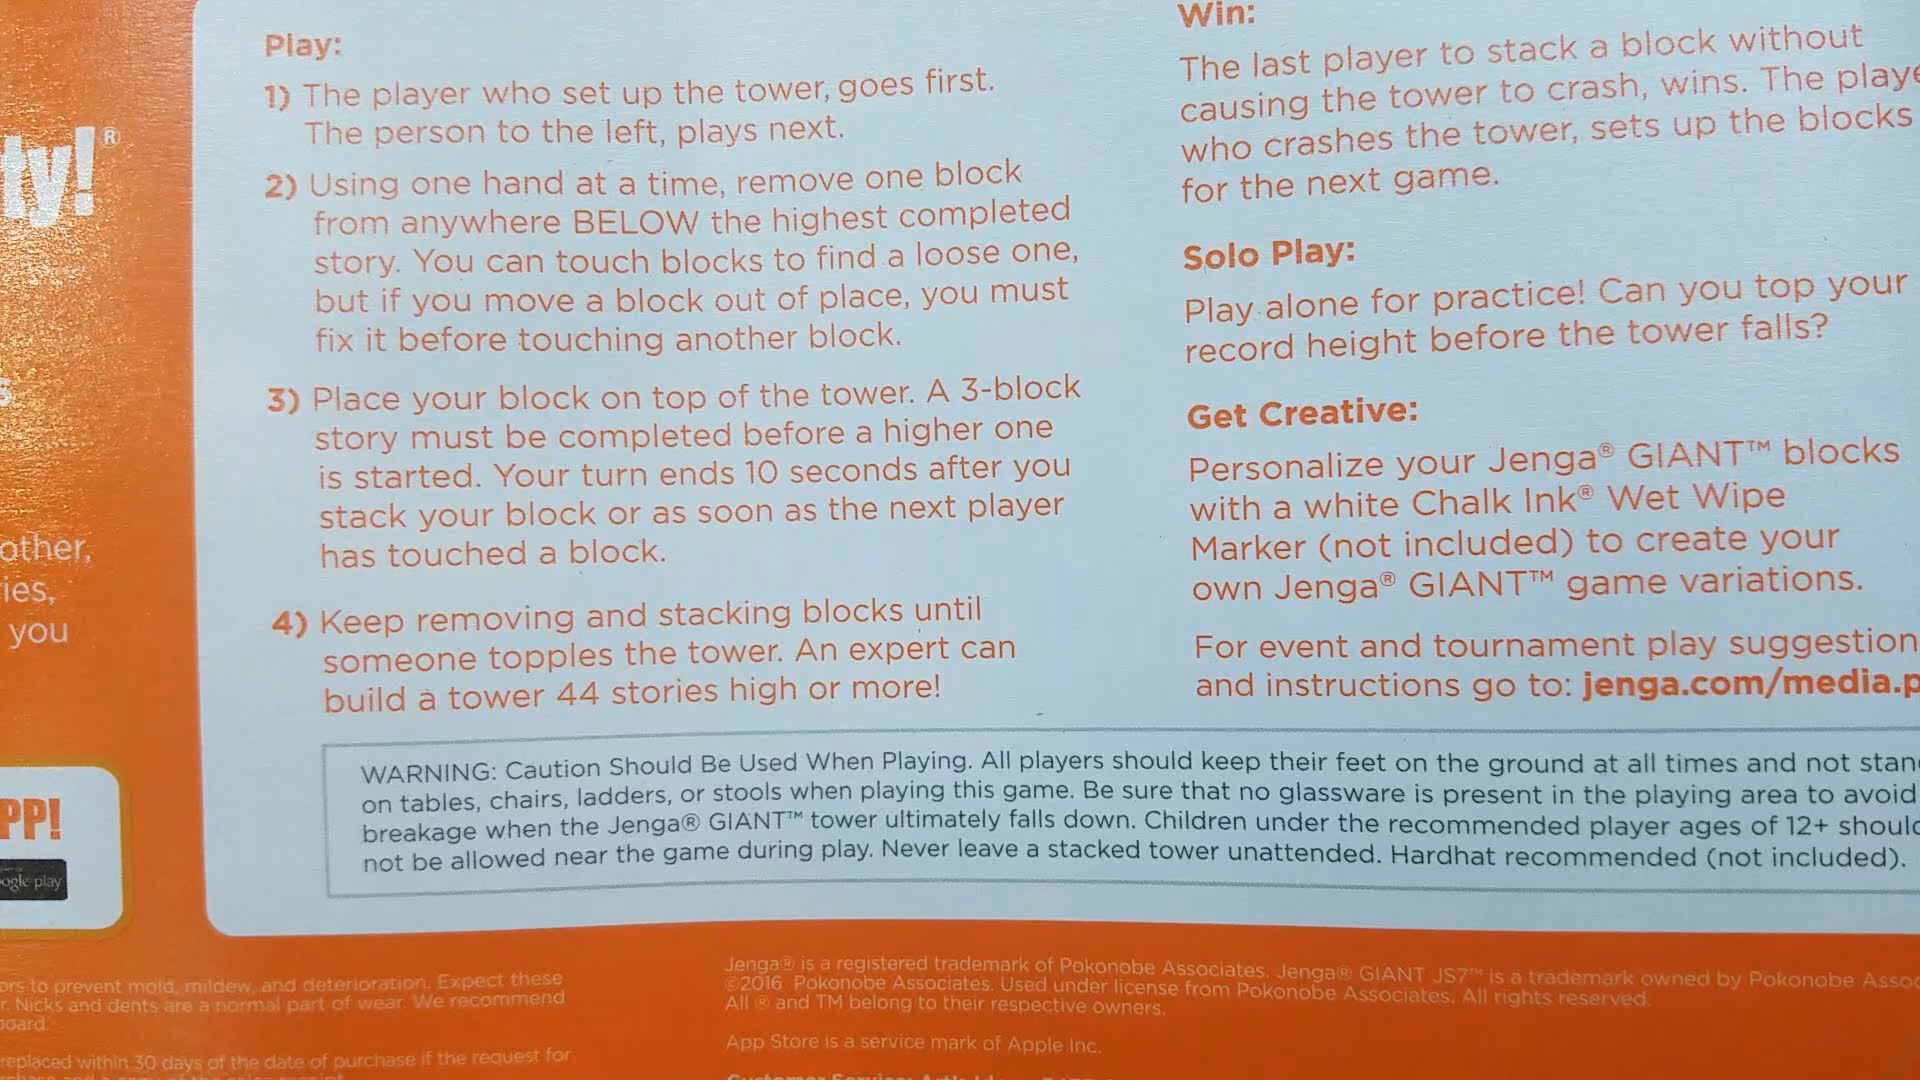 ty!®
other,
ies,
you
PP!
ogle play
Play:
1) The player who set up the tower, goes first.
The person to the left, plays next.
2) Using one hand at a time, remove one block
from anywhere BELOW the highest completed
story. You can touch blocks to find a loose one,
but if you move a block out of place, you must
fix it before touching another block.
3) Place your block on top of the tower. A 3-block
story must be completed before a higher one
is started. Your turn ends 10 seconds after you
stack your block or as soon as the next player
has touched a block.
4) Keep removing and stacking blocks until
someone topples the tower. An expert can
build a tower 44 stories high or more!
Win:
The last player to stack a block without
causing the tower to crash, wins. The playe
who crashes the tower, sets up the blocks
for the next game.
Solo Play:
Play alone for practice! Can you top your
record height before the tower falls?
Get Creative:
Personalize your Jenga® GIANT™ blocks
with a white Chalk Ink® Wet Wipe
Marker (not included) to create your
own Jenga® GIANT™ game variations.
For event and tournament play suggestion
and instructions go to: jenga.com/media.p
WARNING: Caution Should Be Used When Playing. All players should keep their feet on the ground at all times and not stan
on tables, chairs, ladders, or stools when playing this game. Be sure that no glassware is present in the playing area to avoid
breakage when the Jenga® GIANT™ tower ultimately falls down. Children under the recommended player ages of 12+ shoul
not be allowed near the game during play. Never leave a stacked tower unattended. Hardhat recommended (not included).
ors to prevent mold, mildew, and deterioration. Expect these
r. Nicks and dents are a normal part of wear. We recommend
oard.
replaced within 30 days of the date of purchase if the request for
Jenga® is a registered trademark of Pokonobe Associates. Jenga® GIANT JS7™ is a trademark owned by Pokonobe Assoc
©2016 Pokonobe Associates. Used under license from Pokonobe Associates. All rights reserved.
All ® and TM belong to their respective owners.
App Store is a service mark of Apple Inc.